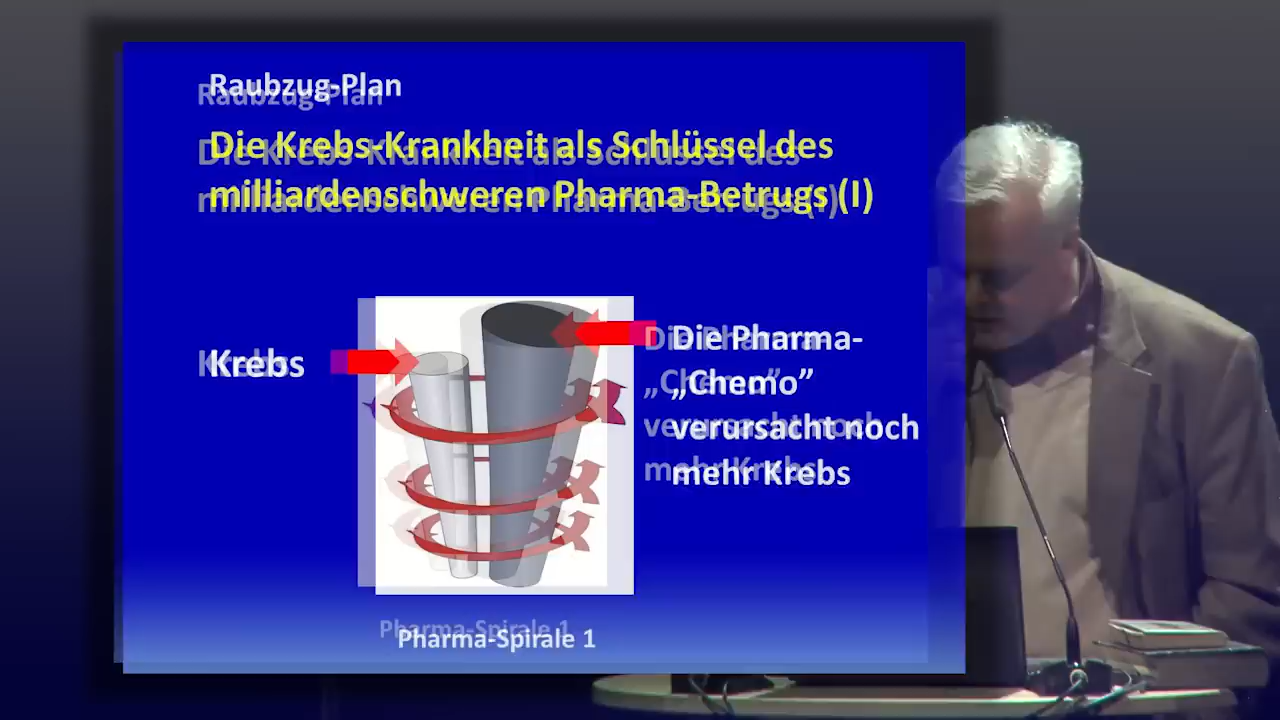 Raubzug-Plan
Die Krebs-Krankheit als Schlüssel des
milliardenschweren Pharma-Betrugs (I)
Krebs
Die Pharma-
„Chemo”
verursacht noch
mehr Krebs
Pharma-Spirale 1